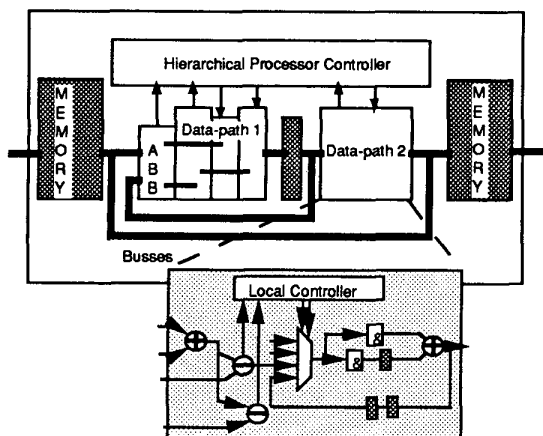 Hierarchical Processor Controller
MEMORY
Data-path 1
ABB
Data-path 2
MEMORY
Busses
Local Controller
&
&